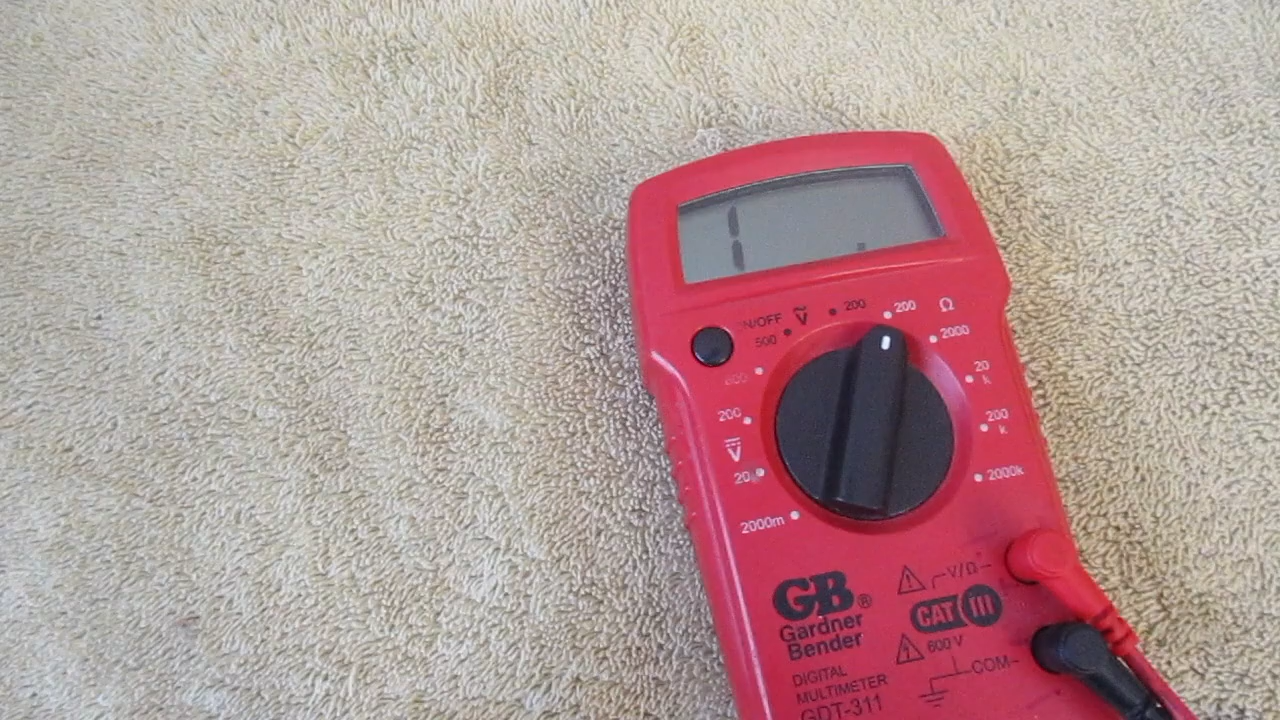 1 .
N/OFF
500
V
200
200
Ω
2000
600
20
k
200
200
k
V
20
2000k
2000m
GB®
V/Ω
Gardner
CAT III
Bender
600 V
COM
DIGITAL
MULTIMETER
GDT-311